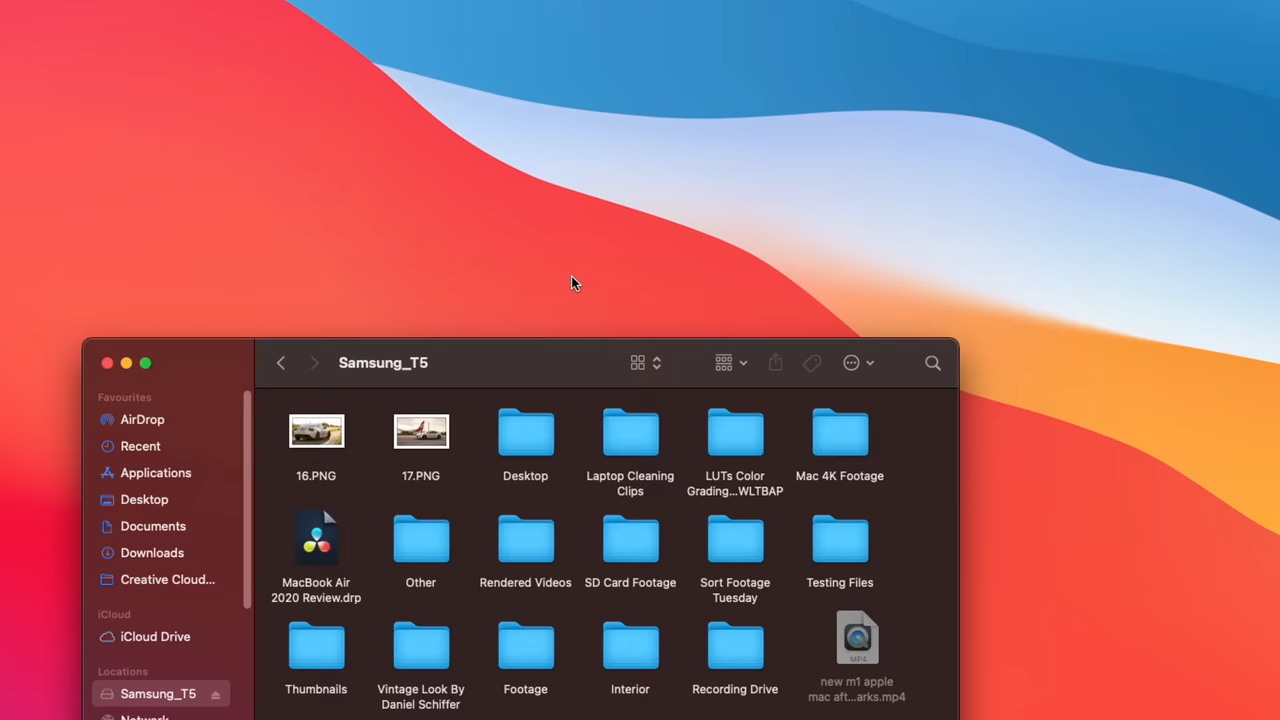 Samsung_T5
Favourites
AirDrop
Recent
Applications
Desktop
Documents
Downloads
Creative Cloud...
iCloud
iCloud Drive
Locations
Samsung_T5
Network
16.PNG
17.PNG
Desktop
Laptop Cleaning
Clips
LUTs Color
Grading...WLTBAP
Mac 4K Footage
MacBook Air
2020 Review.drp
Other
Rendered Videos
SD Card Footage
Sort Footage
Tuesday
Testing Files
Thumbnails
Vintage Look By
Daniel Schiffer
Footage
Interior
Recording Drive
MP4
new m1 apple
mac aft...arks.mp4